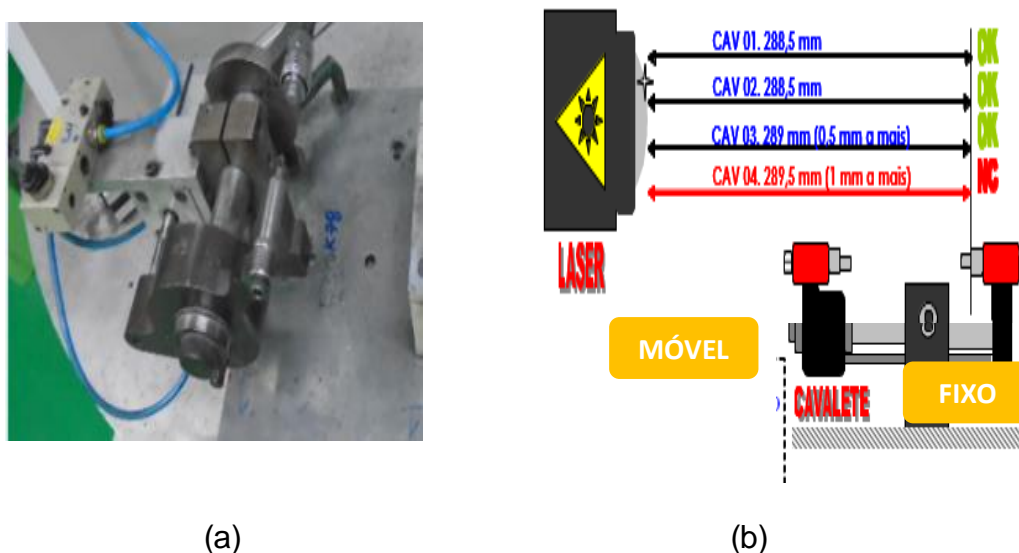 CAV 01. 288,5 mm
OK
CAV 02. 288,5 mm
OK
CAV 03. 289 mm (0.5 mm a mais)
OK
CAV 04. 289,5 mm (1 mm a mais)
NC
LASER
MÓVEL
CAVALETE
FIXO
(a)
(b)